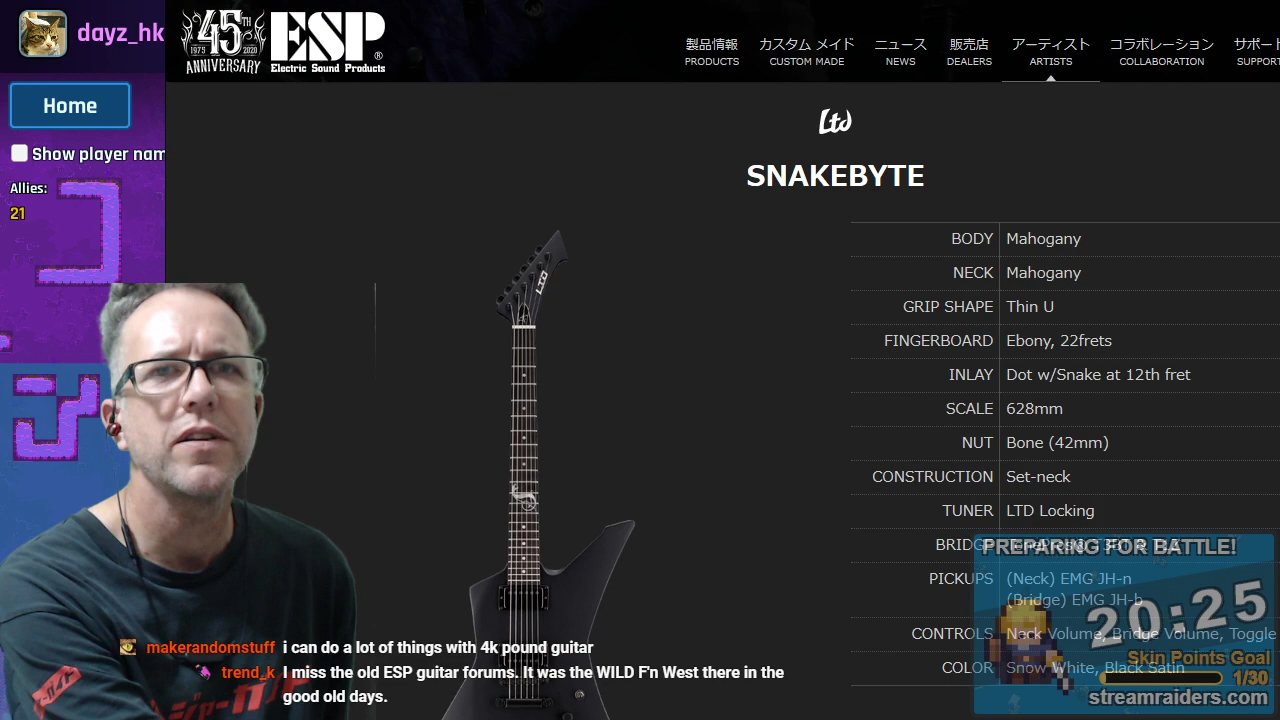 dayz_hk
Home
Show player nam
Allies:
21
45TH
1975 2020
ANNIVERSARY
ESP
Electric Sound Products
製品情報
PRODUCTS
カスタム メイド
CUSTOM MADE
ニュース
NEWS
販売店
DEALERS
アーティスト
ARTISTS
コラボレーション
COLLABORATION
サポート
SUPPORT
Ltd
SNAKEBYTE
LTD
BODY Mahogany
NECK Mahogany
GRIP SHAPE Thin U
FINGERBOARD Ebony, 22frets
INLAY Dot w/Snake at 12th fret
SCALE 628mm
NUT Bone (42mm)
CONSTRUCTION Set-neck
TUNER LTD Locking
BRIDGE
PICKUPS (Neck) EMG JH-n
(Bridge) EMG JH-b
CONTROLS Neck Volume, Bridge Volume, Toggle
COLOR Snow White, Black Satin
PREPARING FOR BATTLE!
20:25
Skin Points Goal
1/30
streamraiders.com
makerandomstuff i can do a lot of things with 4k pound guitar
trend_k I miss the old ESP guitar forums. It was the WILD F'n West there in the
good old days.